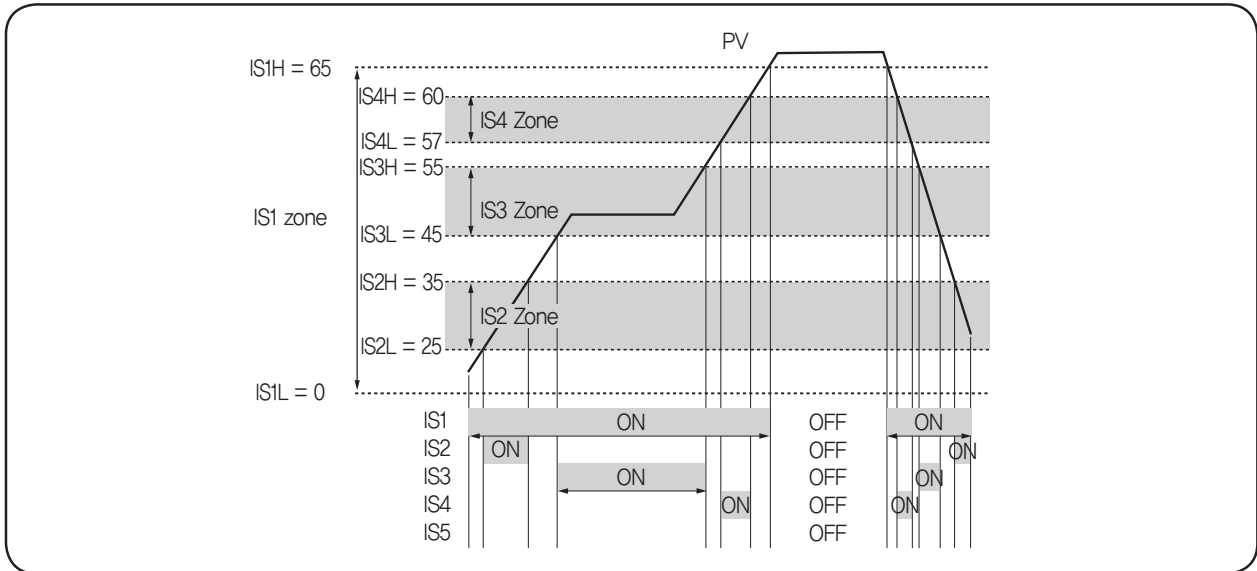 PV
IS1H = 65
IS4H = 60
IS4 Zone
IS4L = 57
IS3H = 55
IS3 Zone
IS1 zone
IS3L = 45
IS2H = 35
IS2 Zone
IS2L = 25
IS1L = 0
IS1 ON OFF ON
IS2 ON OFF ON
IS3 ON OFF ON
IS4 ON OFF ON
IS5 OFF